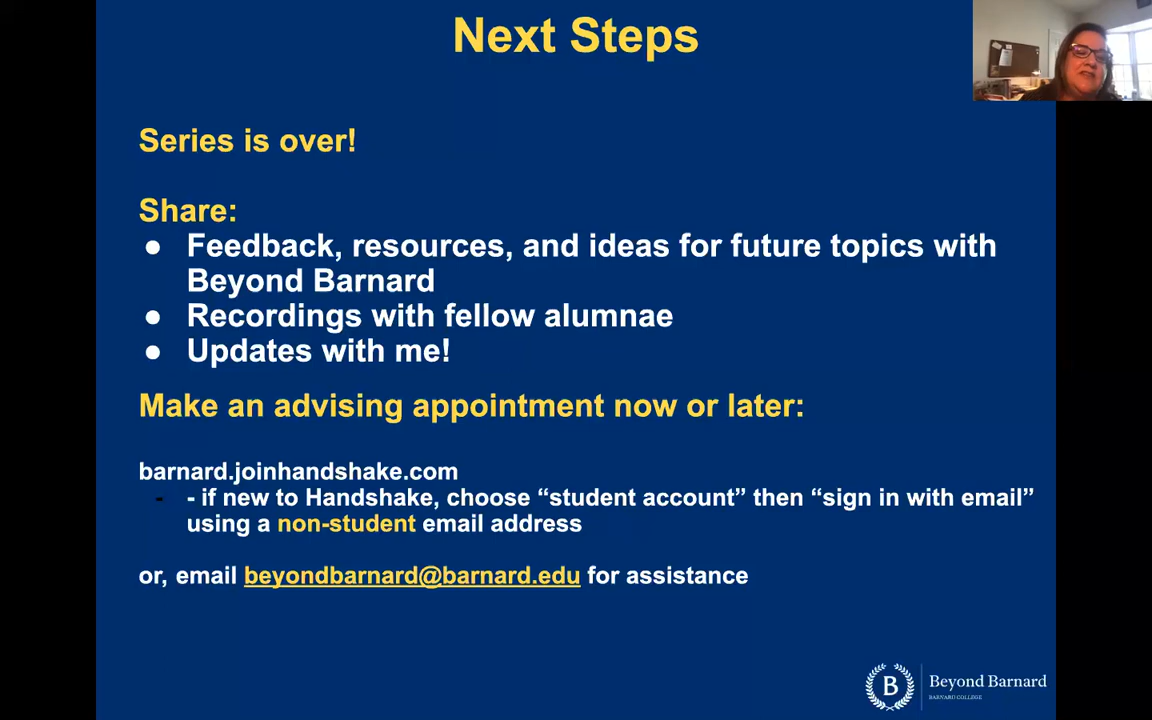 Next Steps
Series is over!
Share:
● Feedback, resources, and ideas for future topics with
Beyond Barnard
● Recordings with fellow alumnae
● Updates with me!
Make an advising appointment now or later:
barnard.joinhandshake.com
- - if new to Handshake, choose “student account” then “sign in with email”
using a non-student email address
or, email beyondbarnard@barnard.edu for assistance
B
Beyond Barnard
BARNARD COLLEGE